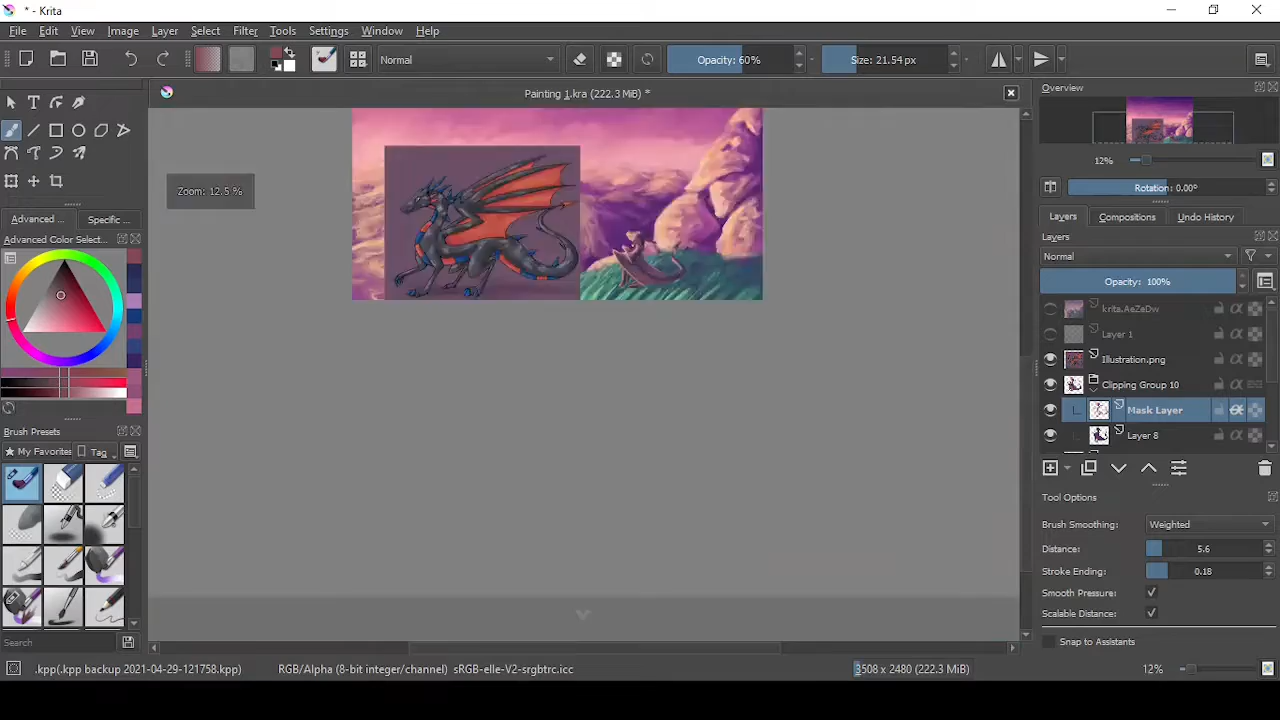 * - Krita
File Edit View Image Layer Select Filter Tools Settings Window Help
Normal Opacity: 60% Size: 21.54 px
Painting 1.kra (222.3 MiB) *
Zoom: 12.5 %
Advanced ... Specific ...
Advanced Color Select...
Brush Presets
My Favorites Tag
Search
Overview
12%
Rotation: 0.00°
Layers Compositions Undo History
Layers
Normal
Opacity: 100%
krita.AeZeDw
Layer 1
Illustration.png
Clipping Group 10
Mask Layer
Layer 8
Tool Options
Brush Smoothing: Weighted
Distance: 5.6
Stroke Ending: 0.18
Smooth Pressure:
Scalable Distance:
Snap to Assistants
.kpp(.kpp backup 2021-04-29-121758.kpp) RGB/Alpha (8-bit integer/channel) sRGB-elle-V2-srgbtrc.icc 3508 x 2480 (222.3 MiB) 12%